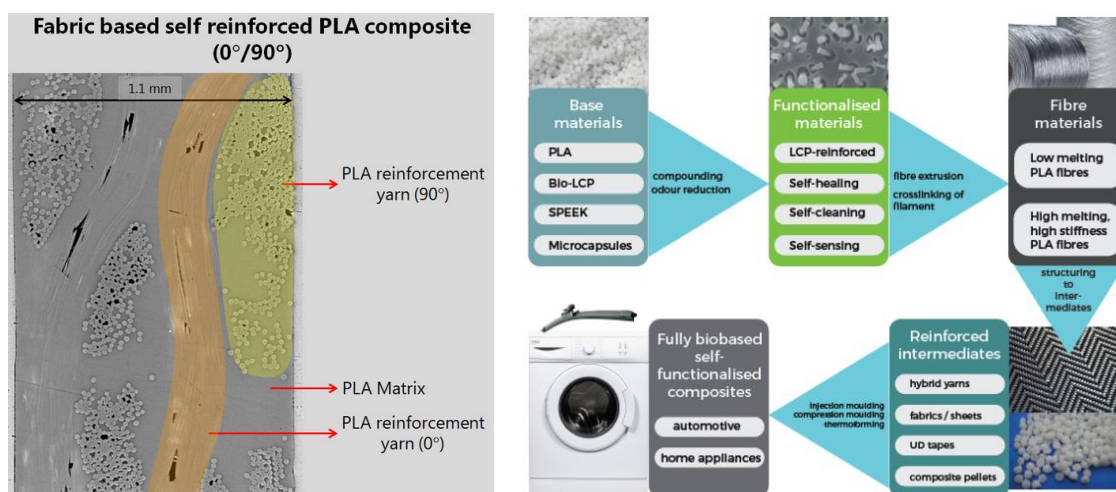 Fabric based self reinforced PLA composite
(0°/90°)
1.1 mm
PLA reinforcement
yarn (90°)
PLA Matrix
PLA reinforcement
yarn (0°)
Base
materials
PLA
Bio-LCP
SPEEK
Microcapsules
compounding
odour reduction
Functionalised
materials
LCP-reinforced
Self-healing
Self-cleaning
Self-sensing
fibre extrusion
crosslinking of
filament
Fibre
materials
Low melting
PLA fibres
High melting,
high stiffness
PLA fibres
structuring
to
inter-
mediates
Reinforced
intermediates
hybrid yarns
fabrics / sheets
UD tapes
composite pellets
injection moulding
compression moulding
thermoforming
Fully biobased
self-
functionalised
composites
automotive
home appliances